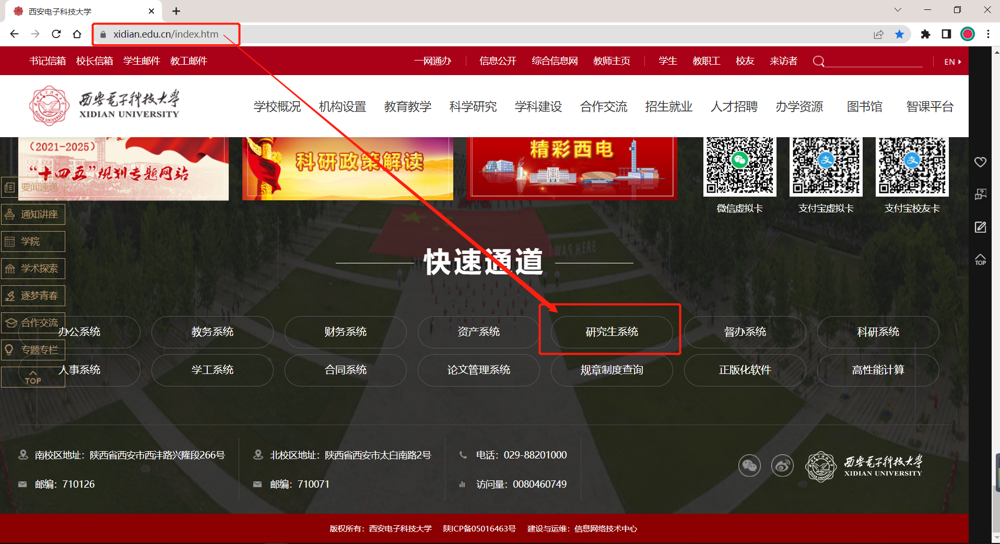 西安电子科技大学
xidian.edu.cn/index.htm
书记信箱 校长信箱 学生邮件 教工邮件 一网通办 信息公开 综合信息网 教师主页 学生 教职工 校友 来访者 EN
西安电子科技大学
XIDIAN UNIVERSITY
学校概况 机构设置 教育教学 科学研究 学科建设 合作交流 招生就业 人才招聘 办学资源 图书馆 智课平台
(2021-2025)
“十四五”规划专题网站
科研政策解读
精彩西电
微信虚拟卡 支付宝虚拟卡 支付宝校友卡
要闻速递
通知讲座
学院
学术探索
逐梦青春
合作交流
专题专栏
TOP
TOP
I WAS HERE
快速通道
办公系统 教务系统 财务系统 资产系统 研究生系统 督办系统 科研系统
人事系统 学工系统 合同系统 论文管理系统 规章制度查询 正版化软件 高性能计算
南校区地址：陕西省西安市西沣路兴隆段266号 北校区地址：陕西省西安市太白南路2号 电话：029-88201000
邮编：710126 邮编：710071 访问量：0080460749
西安电子科技大学
XIDIAN UNIVERSITY
版权所有：西安电子科技大学 陕ICP备05016463号 建设与运维：信息网络技术中心